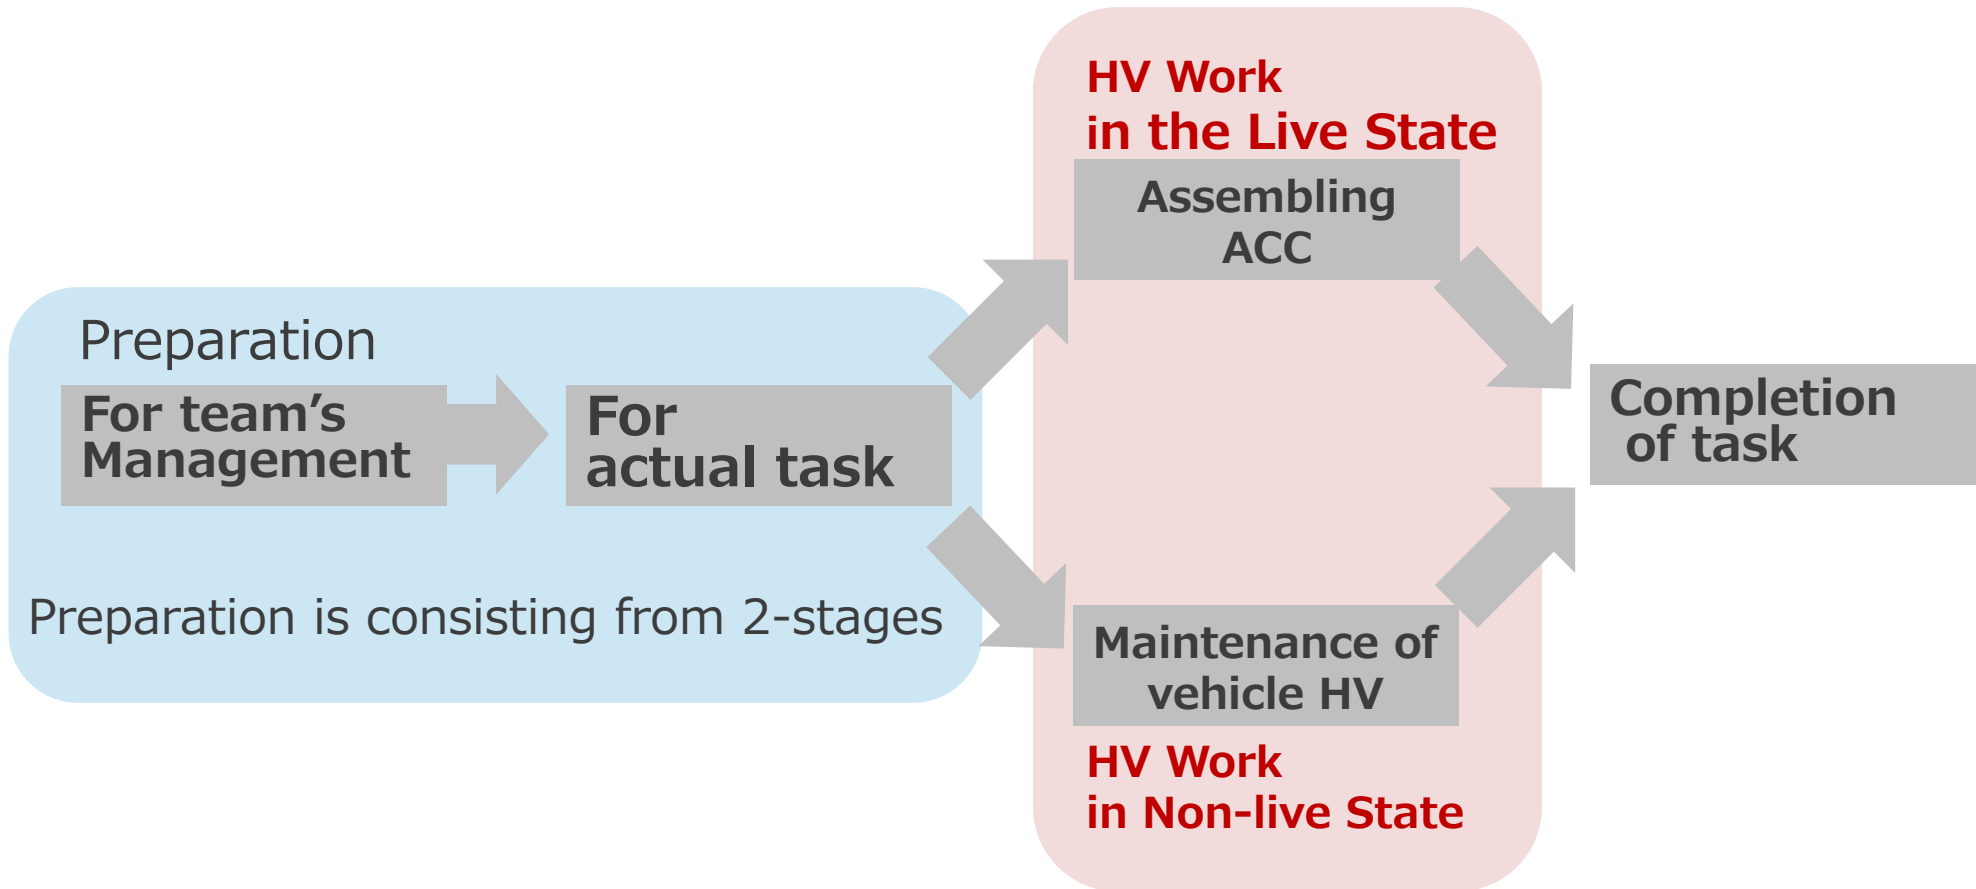 Preparation
For team’s
Management
For
actual task
Preparation is consisting from 2-stages
HV Work
in the Live State
Assembling
ACC
Maintenance of
vehicle HV
HV Work
in Non-live State
Completion
of task